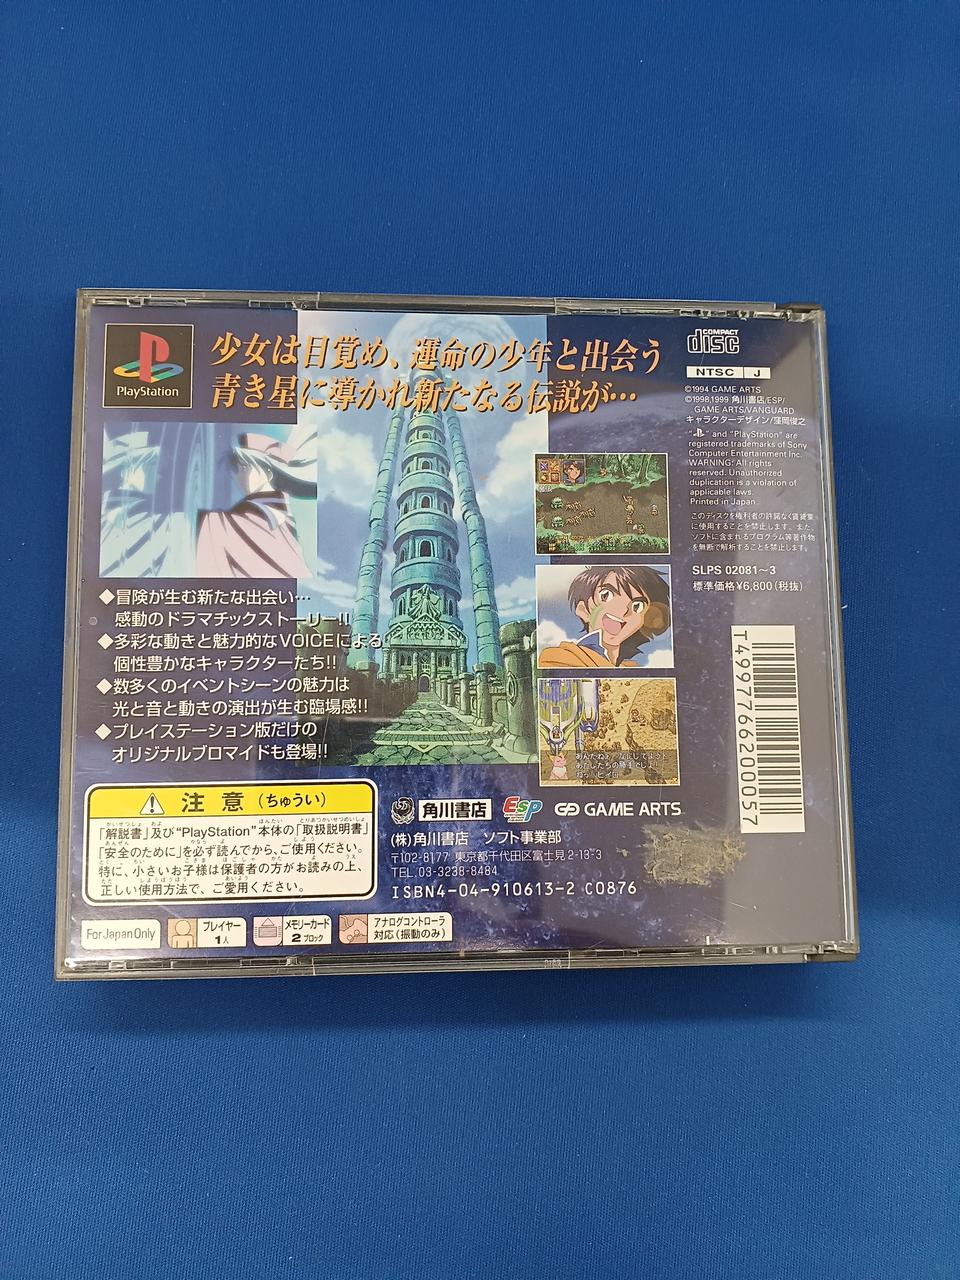 PlayStation
少女は目覚め、運命の少年と出会う
青き星に導かれ新たなる伝説が…
COMPACT
disc
NTSC J
©1994 GAME ARTS
©1998,1999 角川書店/ESP/
GAME ARTS/VANGUARD
キャラクターデザイン/窪岡俊之
" " and "PlayStation" are
registered trademarks of Sony
Computer Entertainment Inc.
WARNING: All rights
reserved. Unauthorized
duplication is a violation of
applicable laws.
Printed in Japan.
このディスクを権利者の許諾なく賃貸業
に使用することを禁止します。また、
ソフトに含まれるプログラム等著作物
を無断で解析することを禁止します。
SLPS 02081～3
標準価格¥6,800(税抜)
◆冒険が生む新たな出会い…
感動のドラマチックストーリー!!
◆多彩な動きと魅力的なVOICEによる
個性豊かなキャラクターたち!!
◆数多くのイベントシーンの魅力は
光と音と動きの演出が生む臨場感!!
◆プレイステーション版だけの
オリジナルブロマイドも登場!!
T4997766200057
注意(ちゅうい)
「解説書」及び"PlayStation"本体の「取扱説明書」
「安全のために」を必ず読んでから、ご使用ください。
特に、小さいお子様は保護者の方がお読みの上、
正しい使用方法で、ご愛用ください。
角川書店 ESP GAME ARTS
(株)角川書店 ソフト事業部
〒102-8177 東京都千代田区富士見 2-13-3
TEL.03-3238-8484
ISBN4-04-910613-2 C0876
For Japan Only
プレイヤー
1人
メモリーカード
2ブロック
アナログコントローラ
対応(振動のみ)